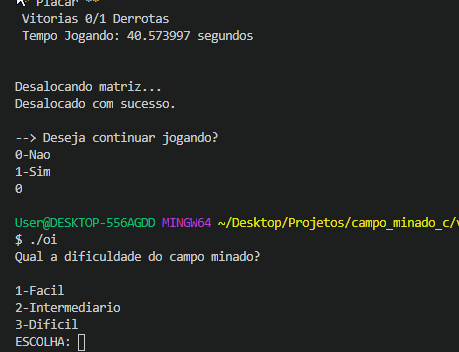 * Placar **
Vitorias 0/1 Derrotas
Tempo Jogando: 40.573997 segundos
Desalocando matriz...
Desalocado com sucesso.
--> Deseja continuar jogando?
0-Nao
1-Sim
0
User@DESKTOP-556AGDD MINGW64 ~/Desktop/Projetos/campo_minado_c/v
$ ./oi
Qual a dificuldade do campo minado?
1-Facil
2-Intermediario
3-Dificil
ESCOLHA: